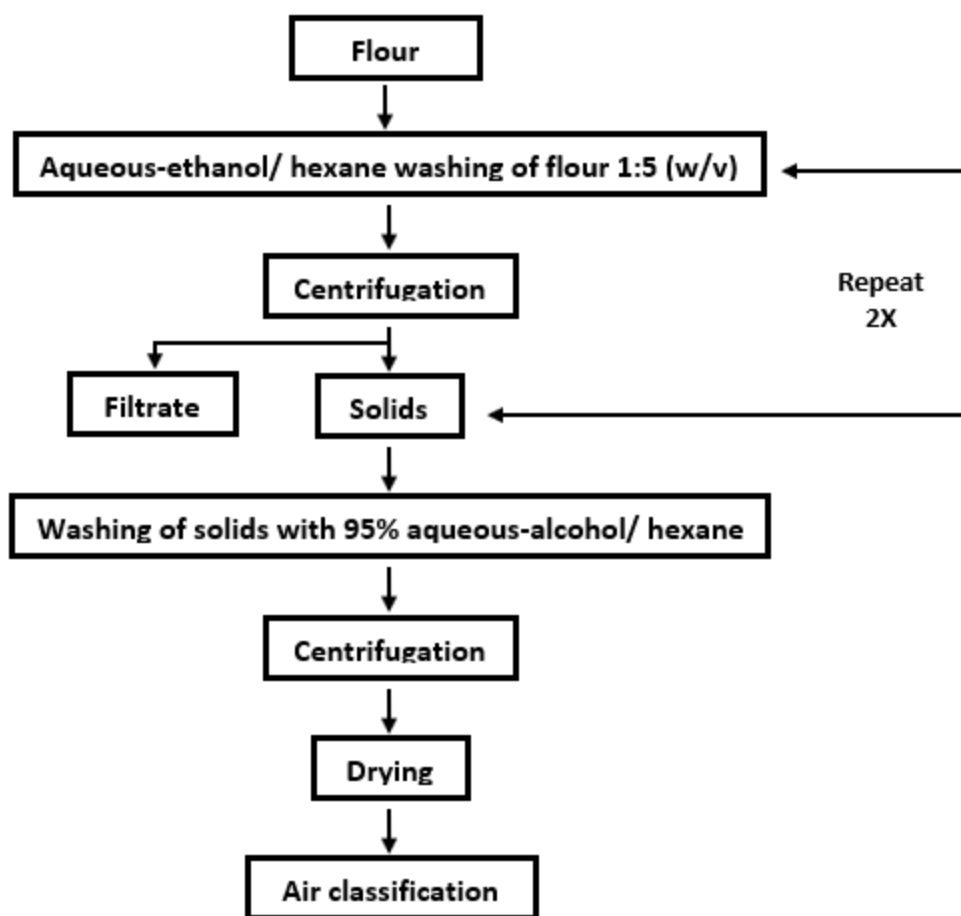 Flour
Aqueous-ethanol/ hexane washing of flour 1:5 (w/v)
Centrifugation
Repeat
2X
Filtrate
Solids
Washing of solids with 95% aqueous-alcohol/ hexane
Centrifugation
Drying
Air classification